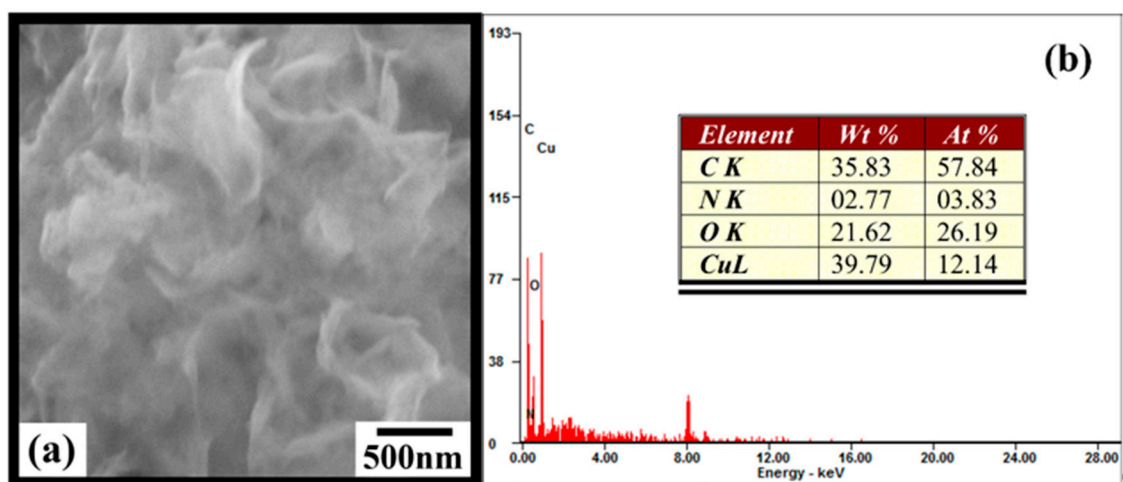 (a)
500nm
(b)
193
154
115
77
38
0
C
Cu
O
N
Element Wt % At %
C K 35.83 57.84
N K 02.77 03.83
O K 21.62 26.19
CuL 39.79 12.14
0.00 4.00 8.00 12.00 16.00 20.00 24.00 28.00
Energy - keV